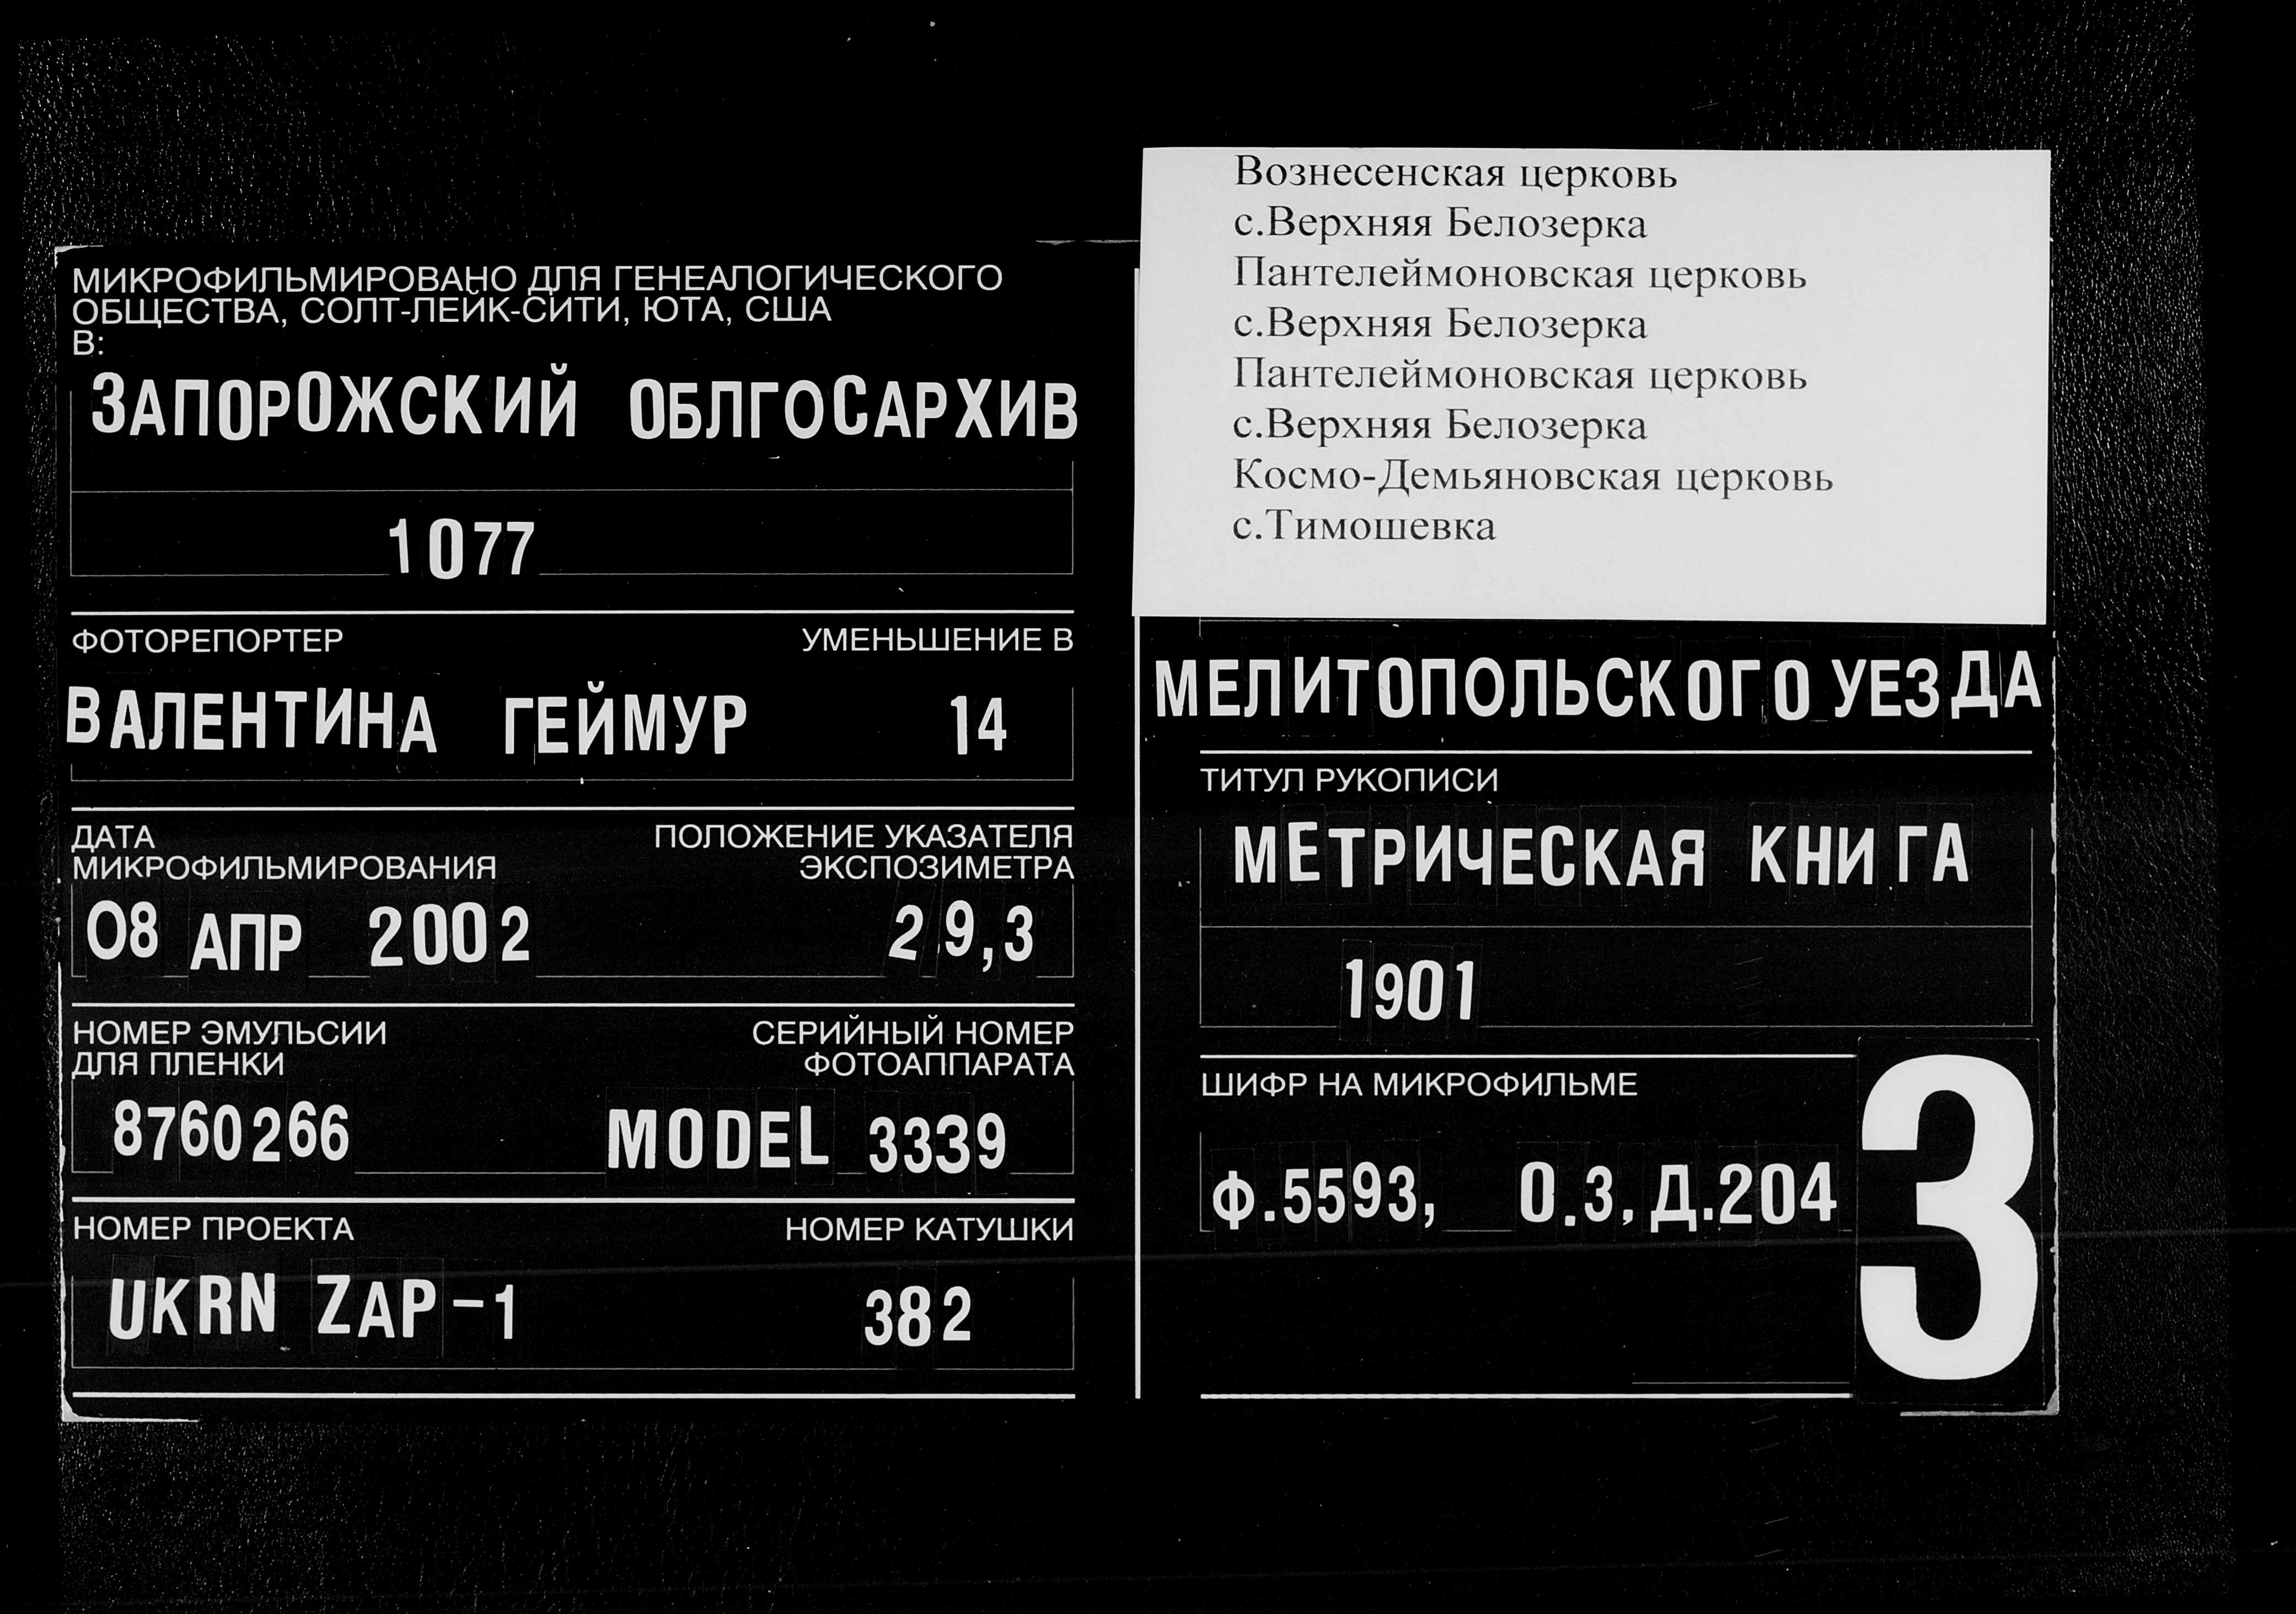 МИКРОФИЛЬМИРОВАНО ДЛЯ ГЕНЕАЛОГИЧЕСКОГО
ОБЩЕСТВА, СОЛТ-ЛЕЙК-СИТИ, ЮТА, США
В:
ЗАПОРОЖСКИЙ ОБЛГОСАРХИВ
1077
ФОТОРЕПОРТЕР УМЕНЬШЕНИЕ В
ВАЛЕНТИНА ГЕЙМУР 14
ДАТА ПОЛОЖЕНИЕ УКАЗАТЕЛЯ
МИКРОФИЛЬМИРОВАНИЯ ЭКСПОЗИМЕТРА
08 АПР 2002 29,3
НОМЕР ЭМУЛЬСИИ СЕРИЙНЫЙ НОМЕР
ДЛЯ ПЛЕНКИ ФОТОАППАРАТА
8760266 MODEL 3339
НОМЕР ПРОЕКТА НОМЕР КАТУШКИ
UKRN ZAP-1 382
Вознесенская церковь
с.Верхняя Белозерка
Пантелеймоновская церковь
с.Верхняя Белозерка
Пантелеймоновская церковь
с.Верхняя Белозерка
Космо-Демьяновская церковь
с.Тимошевка
МЕЛИТОПОЛЬСКОГО УЕЗДА
ТИТУЛ РУКОПИСИ
МЕТРИЧЕСКАЯ КНИГА
1901
ШИФР НА МИКРОФИЛЬМЕ
Ф.5593, О.3, Д.204
3